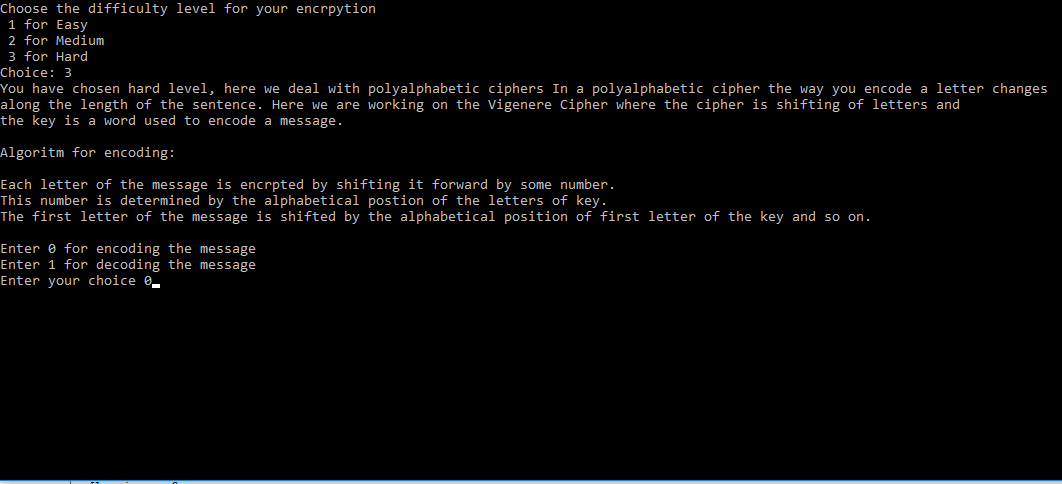 Choose the difficulty level for your encrpytion
1 for Easy
2 for Medium
3 for Hard
Choice: 3
You have chosen hard level, here we deal with polyalphabetic ciphers In a polyalphabetic cipher the way you encode a letter changes
along the length of the sentence. Here we are working on the Vigenere Cipher where the cipher is shifting of letters and
the key is a word used to encode a message.
Algoritm for encoding:
Each letter of the message is encrpted by shifting it forward by some number.
This number is determined by the alphabetical postion of the letters of key.
The first letter of the message is shifted by the alphabetical position of first letter of the key and so on.
Enter 0 for encoding the message
Enter 1 for decoding the message
Enter your choice 0